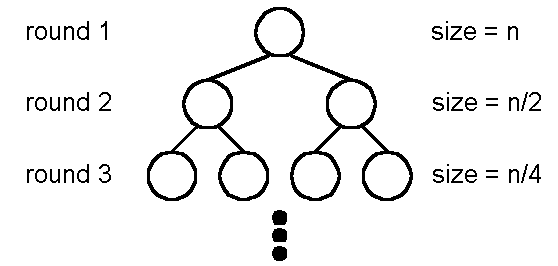 round 1 size = n
round 2 size = n/2
round 3 size = n/4